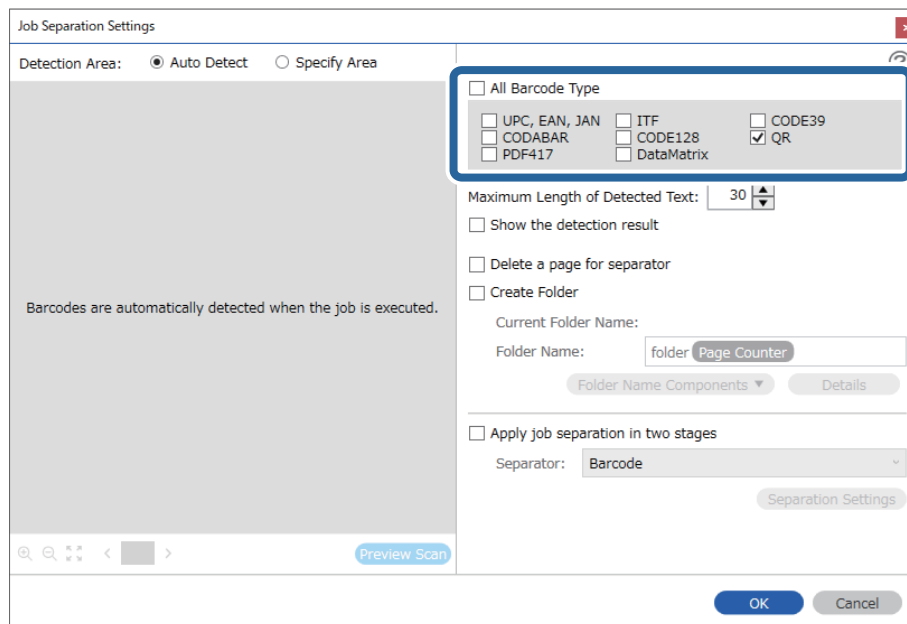 Job Separation Settings
Detection Area: Auto Detect Specify Area
All Barcode Type
UPC, EAN, JAN ITF CODE39
CODABAR CODE128 QR
PDF417 DataMatrix
Maximum Length of Detected Text: 30
Show the detection result
Delete a page for separator
Barcodes are automatically detected when the job is executed.
Create Folder
Current Folder Name:
Folder Name: folder Page Counter
Folder Name Components ▼ Details
Apply job separation in two stages
Separator: Barcode
Separation Settings
Preview Scan
OK Cancel